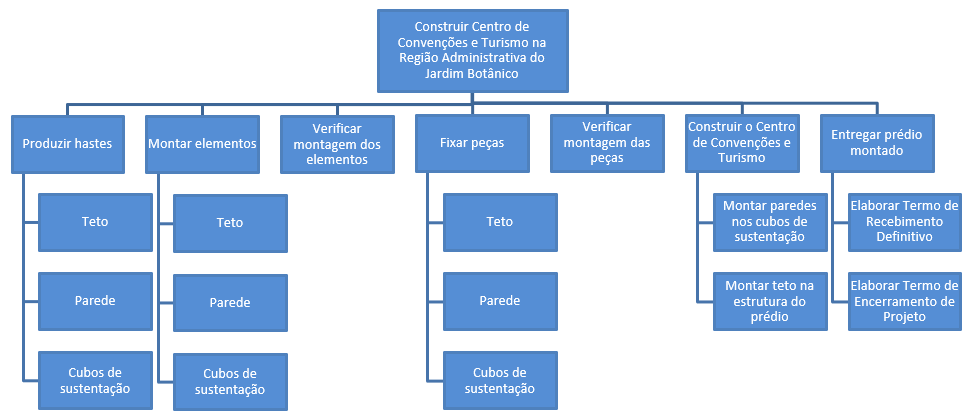 Construir Centro de
Convenções e Turismo na
Região Administrativa do
Jardim Botânico
Produzir hastes
Teto
Parede
Cubos de
sustentação
Montar elementos
Teto
Parede
Cubos de
sustentação
Verificar
montagem dos
elementos
Fixar peças
Teto
Parede
Cubos de
sustentação
Verificar
montagem das
peças
Construir o Centro
de Convenções e
Turismo
Montar paredes
nos cubos de
sustentação
Montar teto na
estrutura do
prédio
Entregar prédio
montado
Elaborar Termo de
Recebimento
Definitivo
Elaborar Termo de
Encerramento de
Projeto